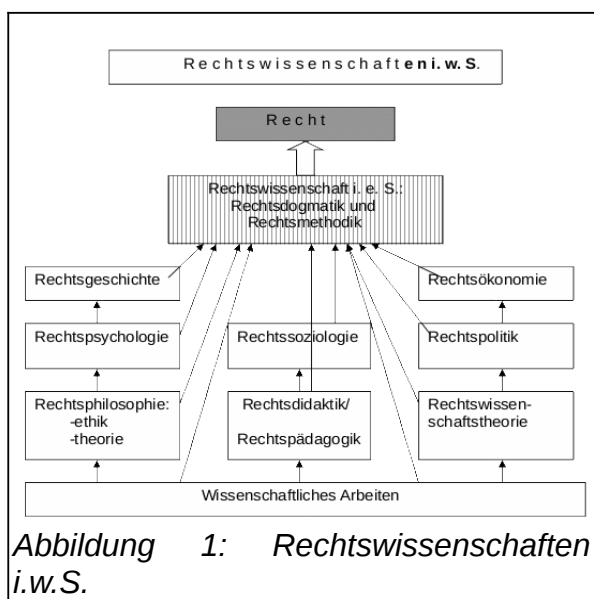 Rechtswissenschaften i. w. S.
Recht
Rechtswissenschaft i. e. S.:
Rechtsdogmatik und
Rechtsmethodik
Rechtsgeschichte
Rechtsökonomie
Rechtspsychologie
Rechtssoziologie
Rechtspolitik
Rechtsphilosophie:
-ethik
-theorie
Rechtsdidaktik/
Rechtspädagogik
Rechtswissen-
schaftstheorie
Wissenschaftliches Arbeiten
Abbildung 1: Rechtswissenschaften
i.w.S.